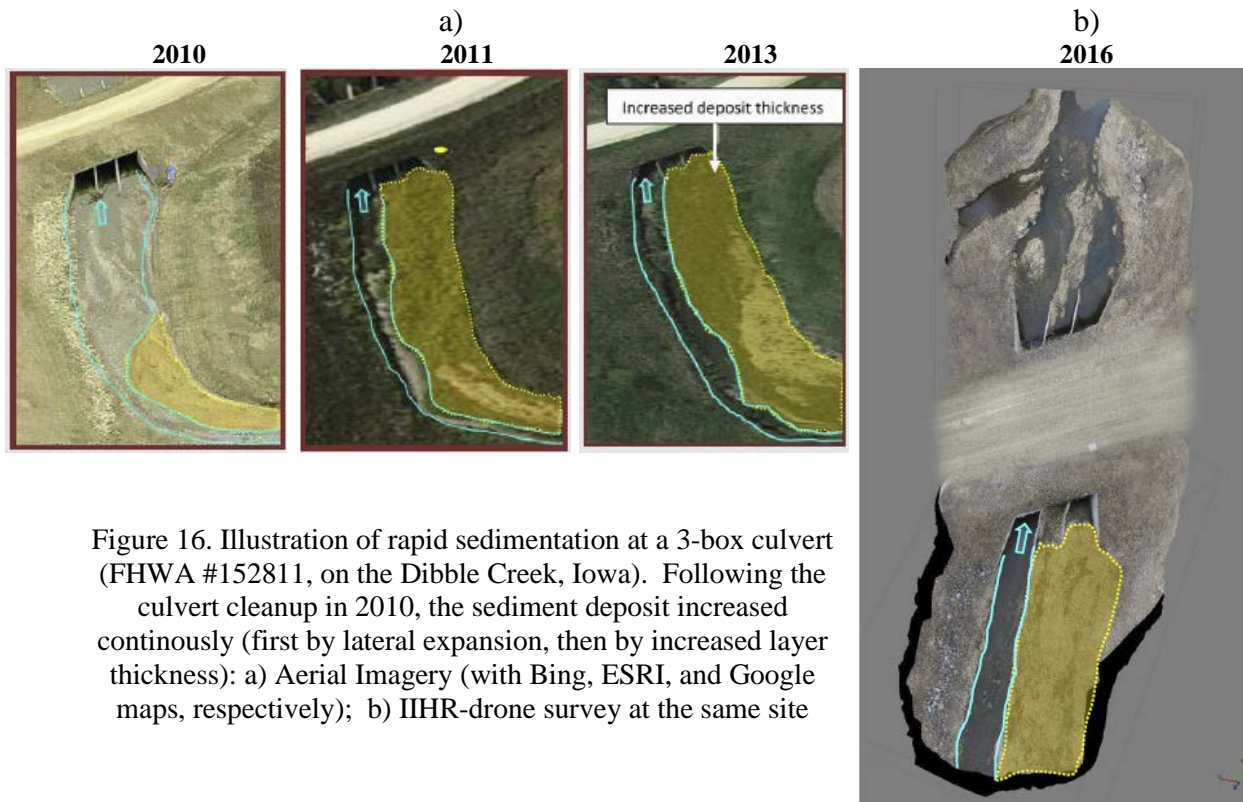 a)
b)
2010
2011
2013
2016
Increased deposit thickness
Figure 16. Illustration of rapid sedimentation at a 3-box culvert
(FHWA #152811, on the Dibble Creek, Iowa).  Following the
culvert cleanup in 2010, the sediment deposit increased
continously (first by lateral expansion, then by increased layer
thickness): a) Aerial Imagery (with Bing, ESRI, and Google
maps, respectively);  b) IIHR-drone survey at the same site